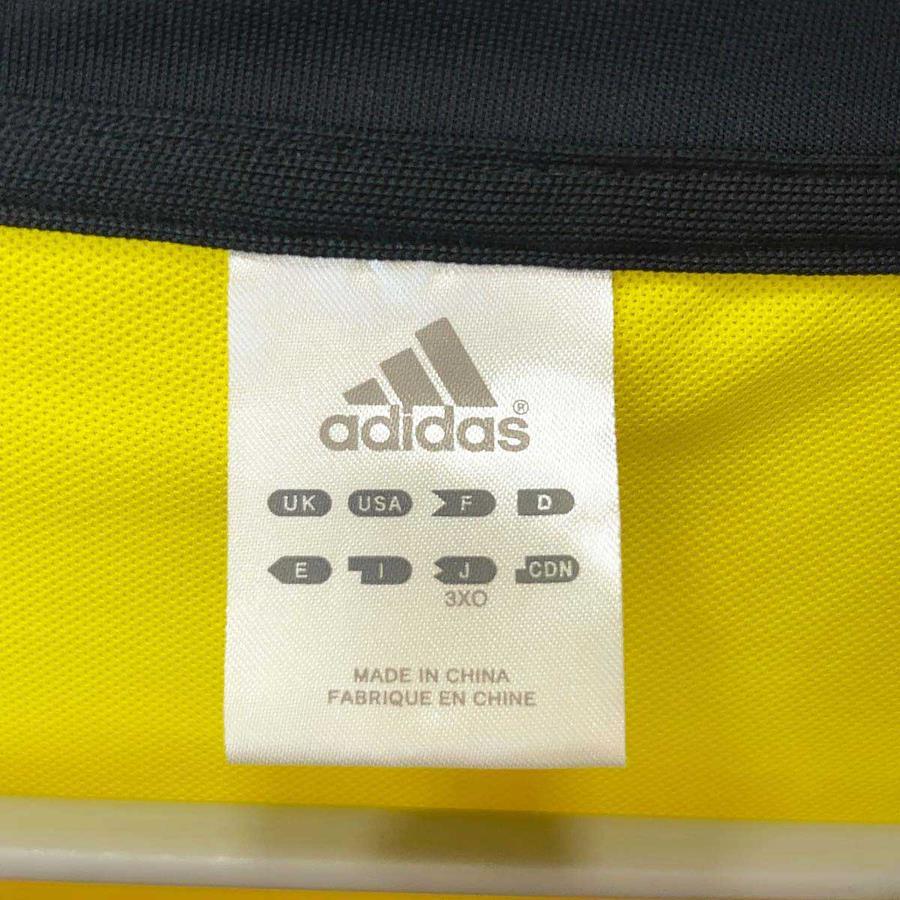 adidas®
UK USA F D
E I J CDN
3XO
MADE IN CHINA
FABRIQUE EN CHINE